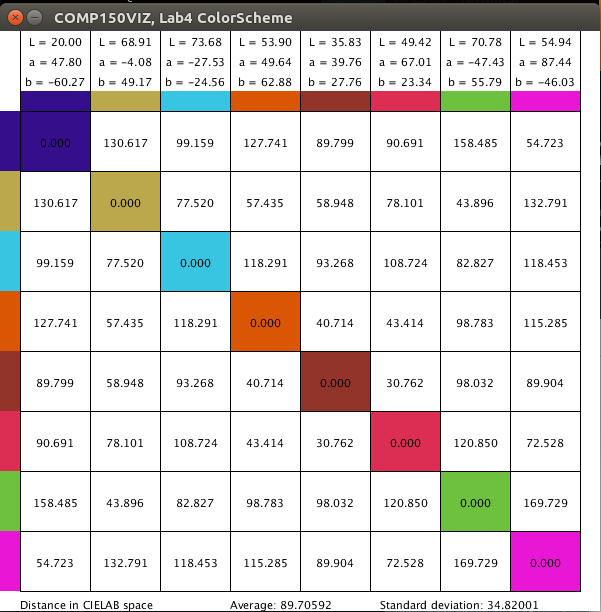 COMP150VIZ, Lab4 ColorScheme
L = 20.00 L = 68.91 L = 73.68 L = 53.90 L = 35.83 L = 49.42 L = 70.78 L = 54.94
a = 47.80 a = −4.08 a = −27.53 a = 49.64 a = 39.76 a = 67.01 a = −47.43 a = 87.44
b = −60.27 b = 49.17 b = −24.56 b = 62.88 b = 27.76 b = 23.34 b = 55.79 b = −46.03
0.000 130.617 99.159 127.741 89.799 90.691 158.485 54.723
130.617 0.000 77.520 57.435 58.948 78.101 43.896 132.791
99.159 77.520 0.000 118.291 93.268 108.724 82.827 118.453
127.741 57.435 118.291 0.000 40.714 43.414 98.783 115.285
89.799 58.948 93.268 40.714 0.000 30.762 98.032 89.904
90.691 78.101 108.724 43.414 30.762 0.000 120.850 72.528
158.485 43.896 82.827 98.783 98.032 120.850 0.000 169.729
54.723 132.791 118.453 115.285 89.904 72.528 169.729 0.000
Distance in CIELAB space Average: 89.70592 Standard deviation: 34.82001